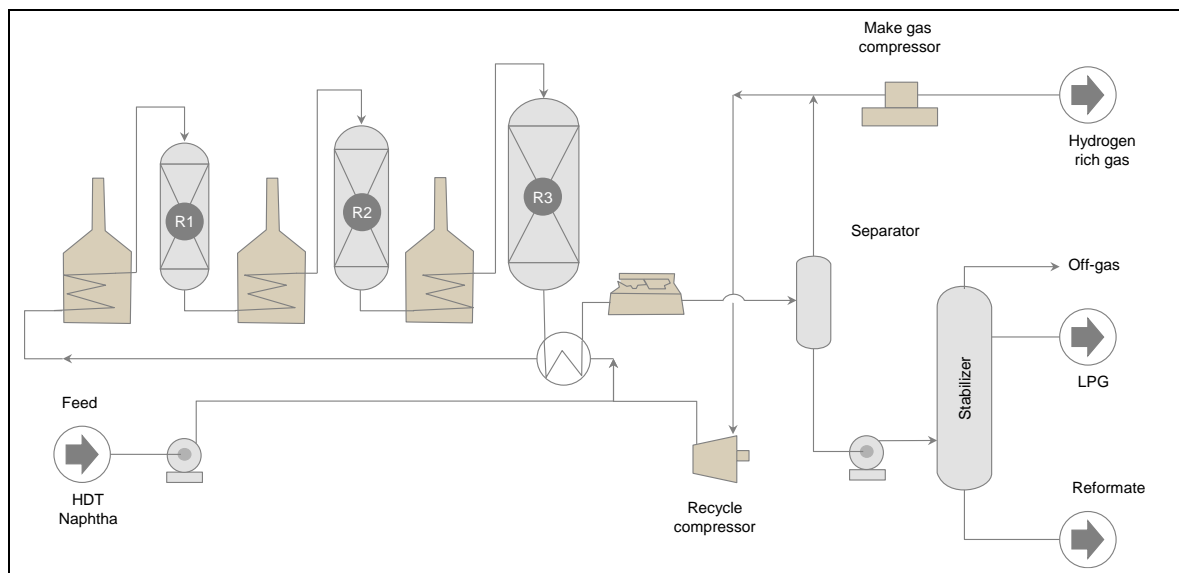 Make gas
compressor
Hydrogen
rich gas
R1
R2
R3
Separator
Off-gas
LPG
Stabilizer
Feed
HDT
Naphtha
Recycle
compressor
Reformate